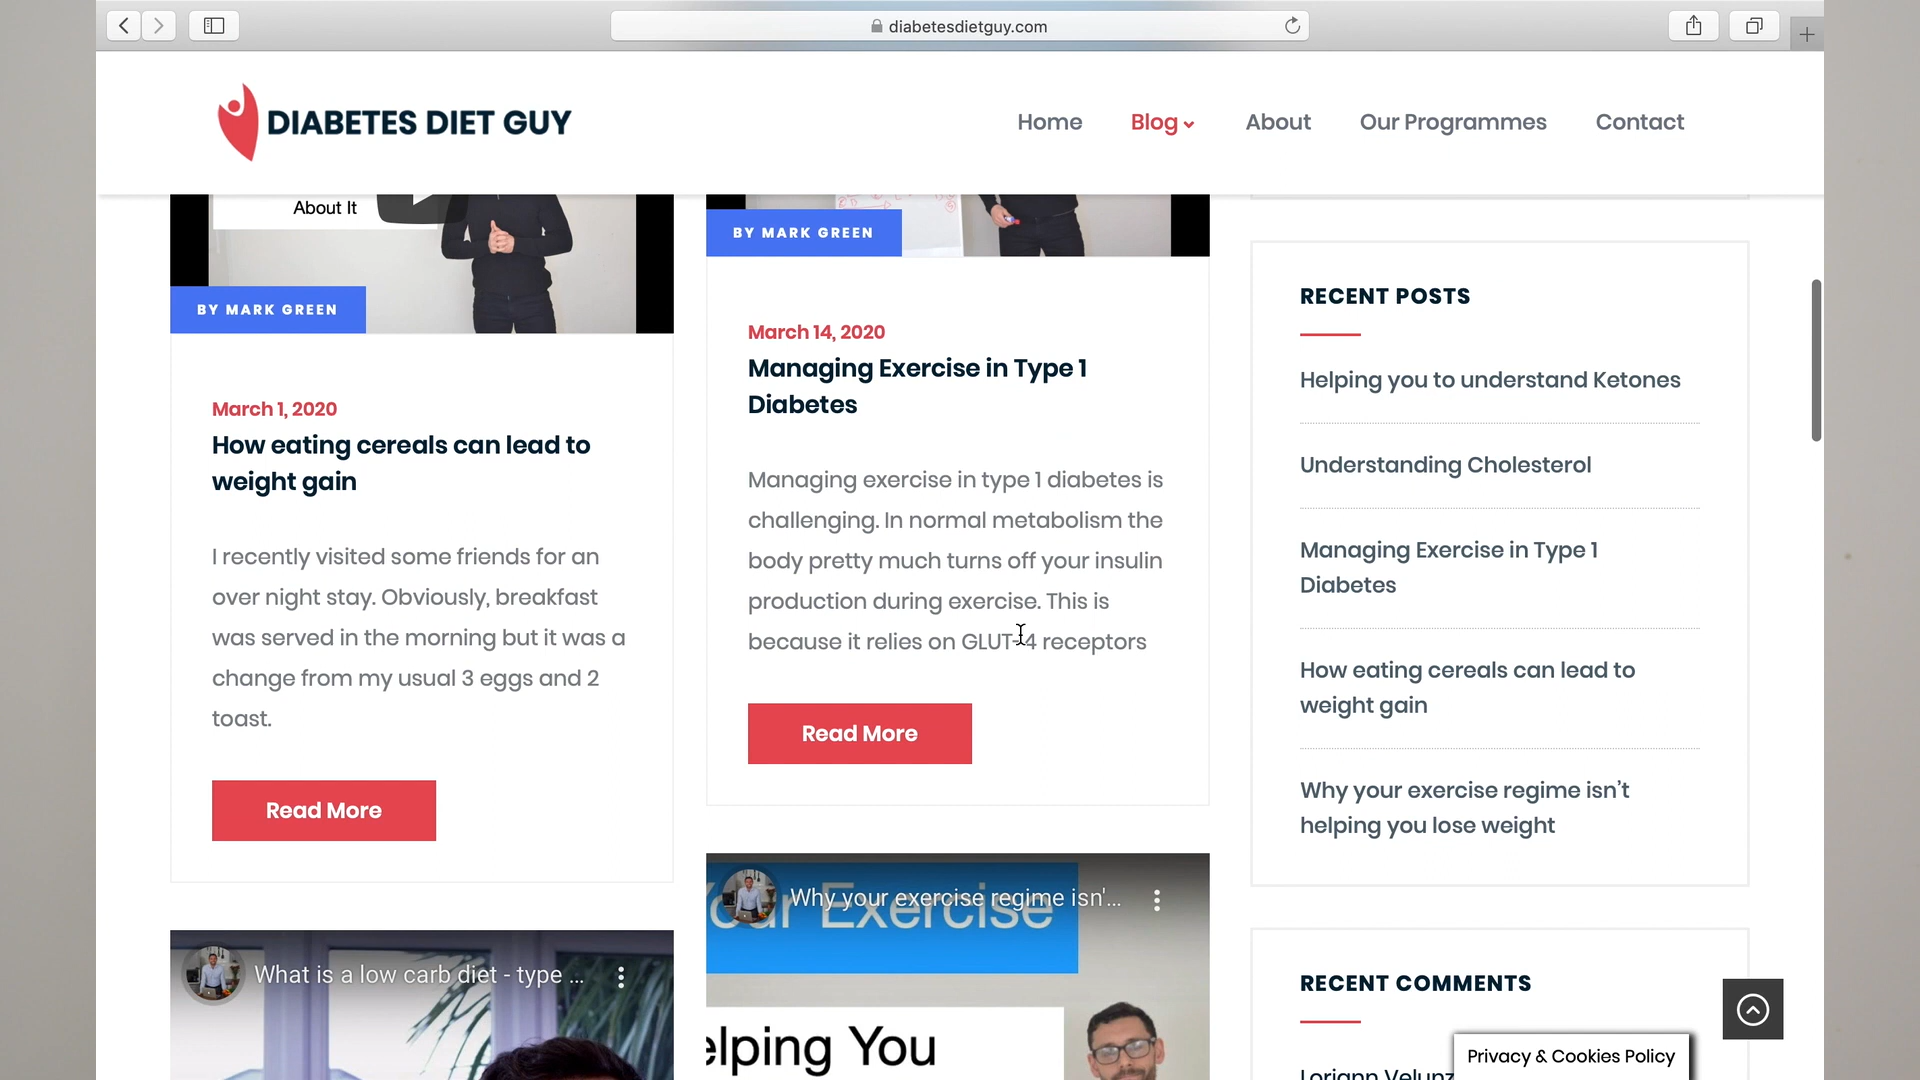 diabetesdietguy.com
DIABETES DIET GUY
Home
Blog
About
Our Programmes
Contact
About It
BY MARK GREEN
March 1, 2020
How eating cereals can lead to
weight gain
I recently visited some friends for an
over night stay. Obviously, breakfast
was served in the morning but it was a
change from my usual 3 eggs and 2
toast.
Read More
What is a low carb diet - type ...
BY MARK GREEN
March 14, 2020
Managing Exercise in Type 1
Diabetes
Managing exercise in type 1 diabetes is
challenging. In normal metabolism the
body pretty much turns off your insulin
production during exercise. This is
because it relies on GLUT-4 receptors
Read More
Why your exercise regime isn'...
Exercise
You
RECENT POSTS
Helping you to understand Ketones
Understanding Cholesterol
Managing Exercise in Type 1
Diabetes
How eating cereals can lead to
weight gain
Why your exercise regime isn't
helping you lose weight
RECENT COMMENTS
Loriann
Privacy & Cookies Policy